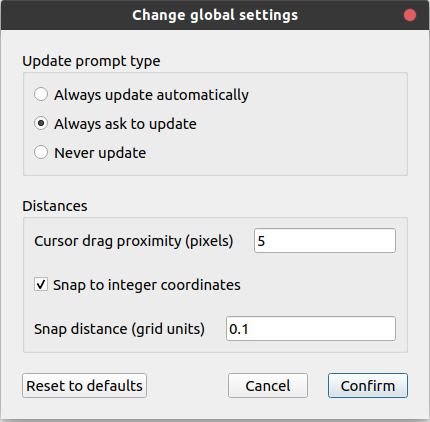 Change global settings
Update prompt type
Always update automatically
Always ask to update
Never update
Distances
Cursor drag proximity (pixels) 5
Snap to integer coordinates
Snap distance (grid units) 0.1
Reset to defaults Cancel Confirm